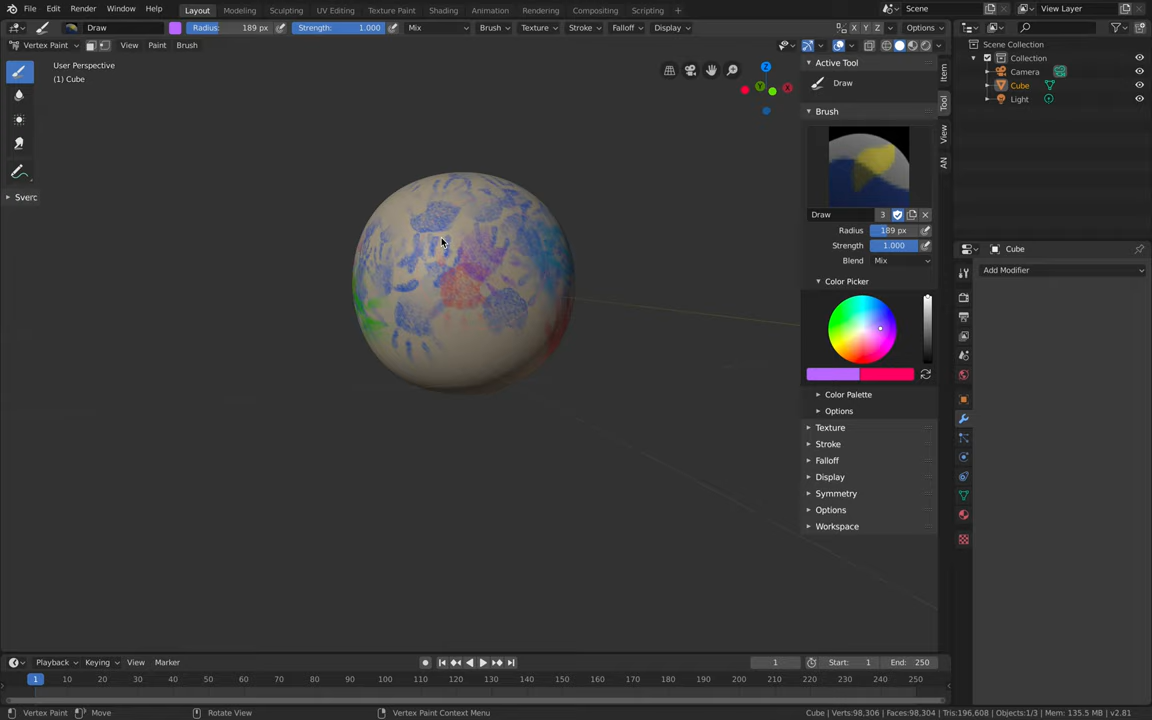 File Edit Render Window Help Layout Modeling Sculpting UV Editing Texture Paint Shading Animation Rendering Compositing Scripting + Scene View Layer
Draw Radius 189 px Strength: 1.000 Mix Brush Texture Stroke Falloff Display X Y Z Options
Vertex Paint View Paint Brush
User Perspective
(1) Cube
Sverc
Z
Y
X
Active Tool
Draw
Brush
Draw 3
Radius 189 px
Strength 1.000
Blend Mix
Color Picker
Color Palette
Options
Texture
Stroke
Falloff
Display
Symmetry
Options
Workspace
Item
Tool
View
AN
Scene Collection
Collection
Camera
Cube
Light
Cube
Add Modifier
Playback Keying View Marker 1 Start: 1 End: 250
1 10 20 30 40 50 60 70 80 90 100 110 120 130 140 150 160 170 180 190 200 210 220 230 240 250
Vertex Paint Move Rotate View Vertex Paint Context Menu Cube | Verts:98,306 | Faces:98,304 | Tris:196,608 | Objects:1/3 | Mem: 135.5 MB | v2.81